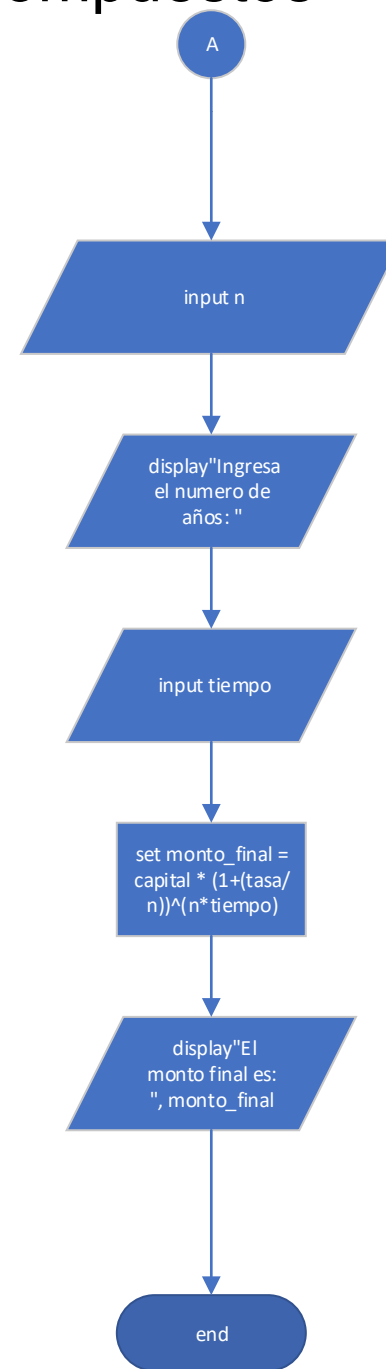 ompuestos
A
input n
display"Ingresa
el numero de
años: "
input tiempo
set monto_final =
capital * (1+(tasa/
n))^(n*tiempo)
display"El
monto final es:
", monto_final
end